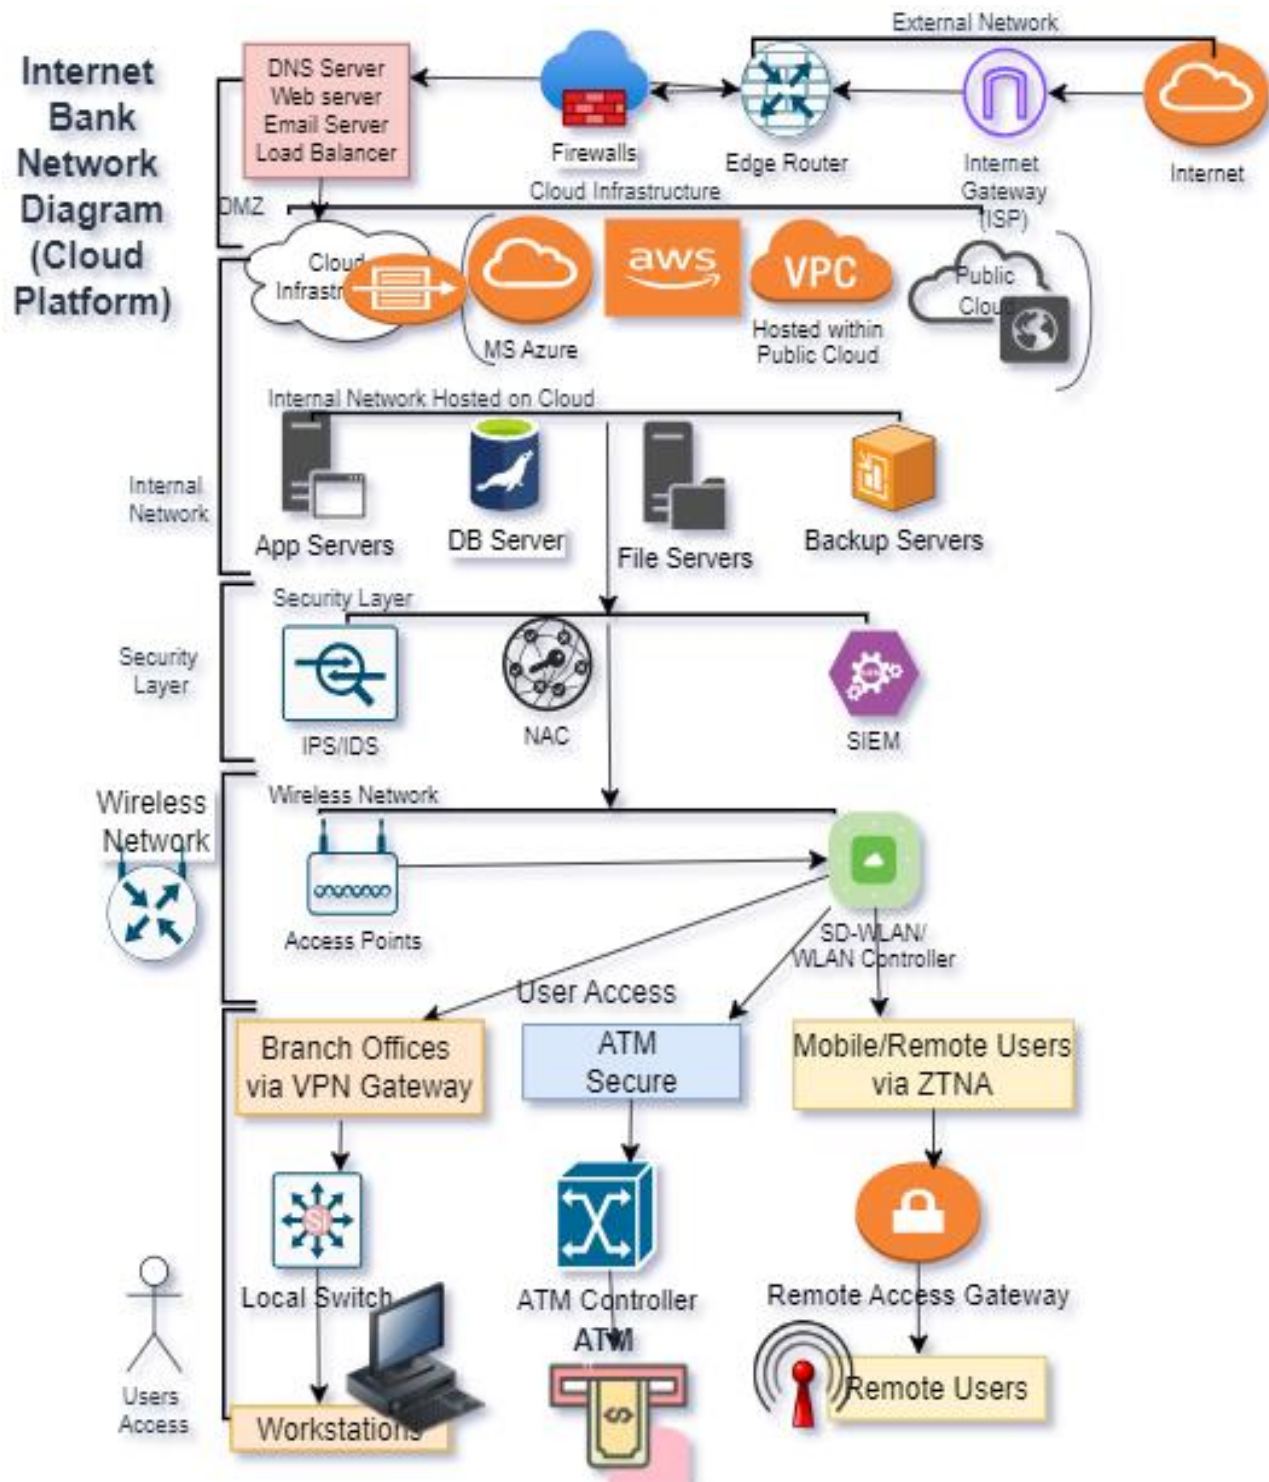 Internet
Bank
Network
Diagram
(Cloud
Platform)
External Network
DNS Server
Web server
Email Server
Load Balancer
Firewalls
Edge Router
Internet
Gateway
(ISP)
Internet
DMZ
Cloud Infrastructure
Cloud
Infrastr
MS Azure
aws
VPC
Hosted within
Public Cloud
Public
Cloud
Internal Network Hosted on Cloud
Internal
Network
App Servers
DB Server
File Servers
Backup Servers
Security Layer
Security
Layer
IPS/IDS
NAC
SIEM
Wireless
Network
Wireless Network
Access Points
SD-WLAN/
WLAN Controller
User Access
Branch Offices
via VPN Gateway
ATM
Secure
Mobile/Remote Users
via ZTNA
Si
Local Switch
ATM Controller
Remote Access Gateway
ATM
Users
Access
Workstations
$
Remote Users